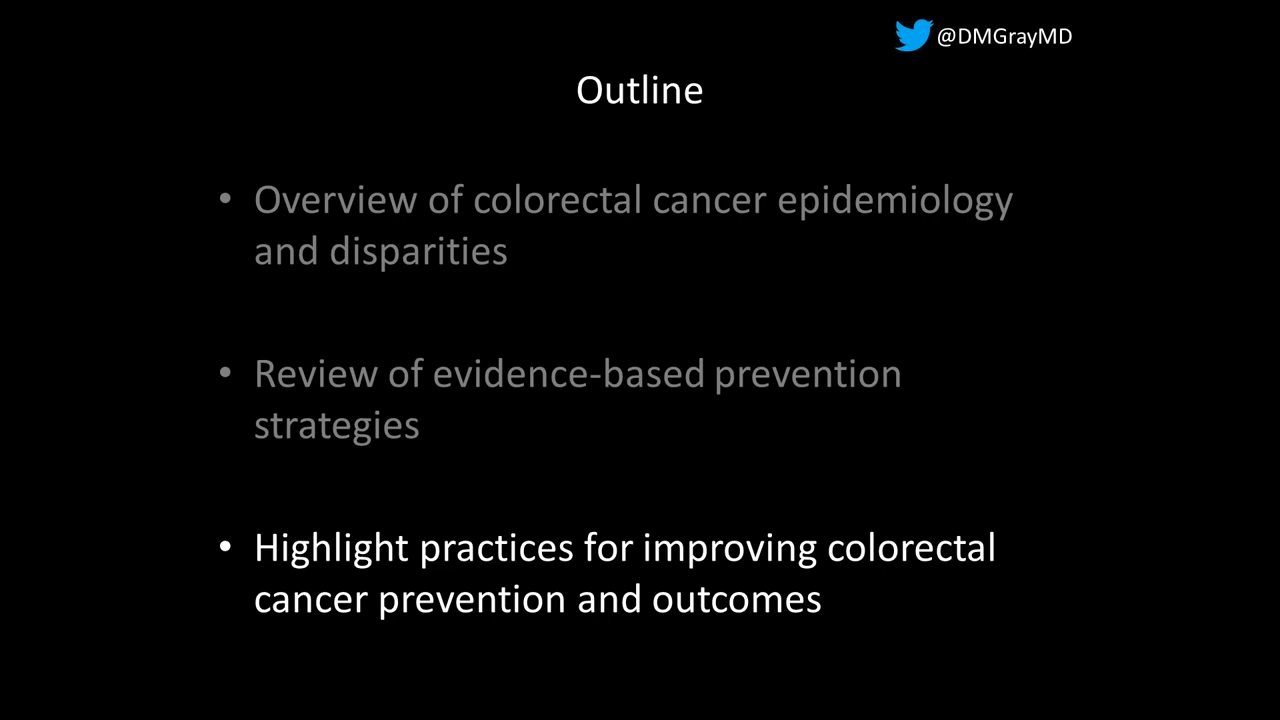 @DMGrayMD
Outline
• Overview of colorectal cancer epidemiology
and disparities
• Review of evidence-based prevention
strategies
• Highlight practices for improving colorectal
cancer prevention and outcomes